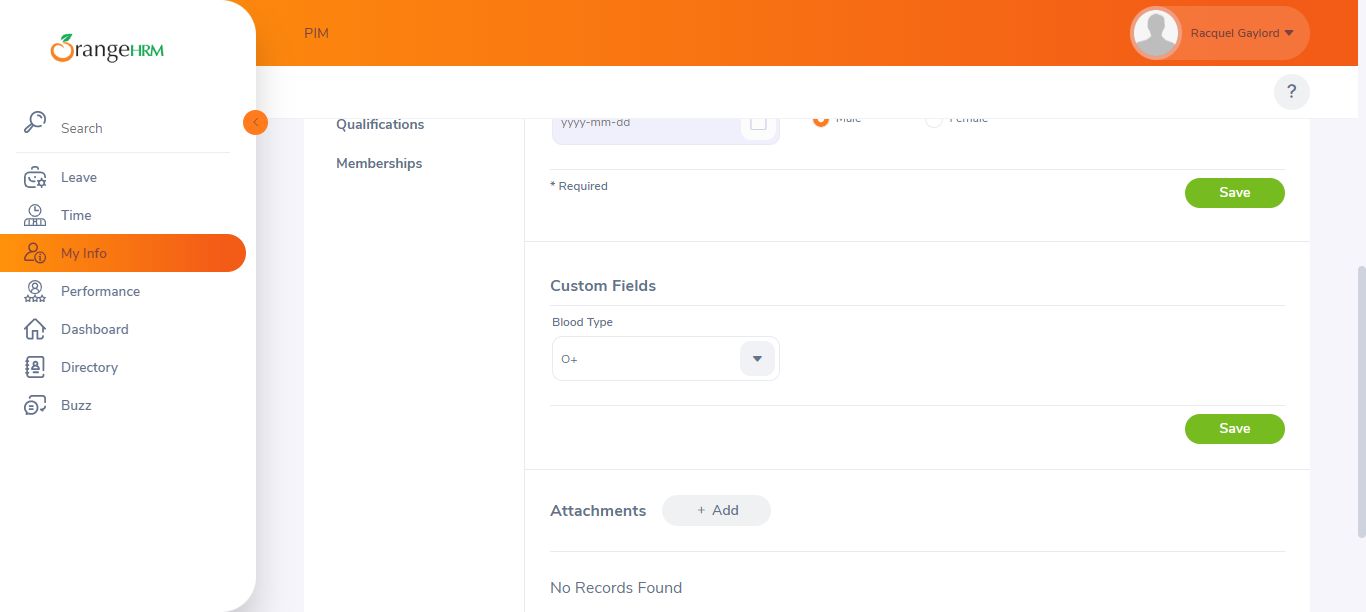 OrangeHRM
PIM
Racquel Gaylord
?
Search
Leave
Time
My Info
Performance
Dashboard
Directory
Buzz
Qualifications
Memberships
yyyy-mm-dd
Male
Female
* Required
Save
Custom Fields
Blood Type
O+
Save
Attachments
+ Add
No Records Found